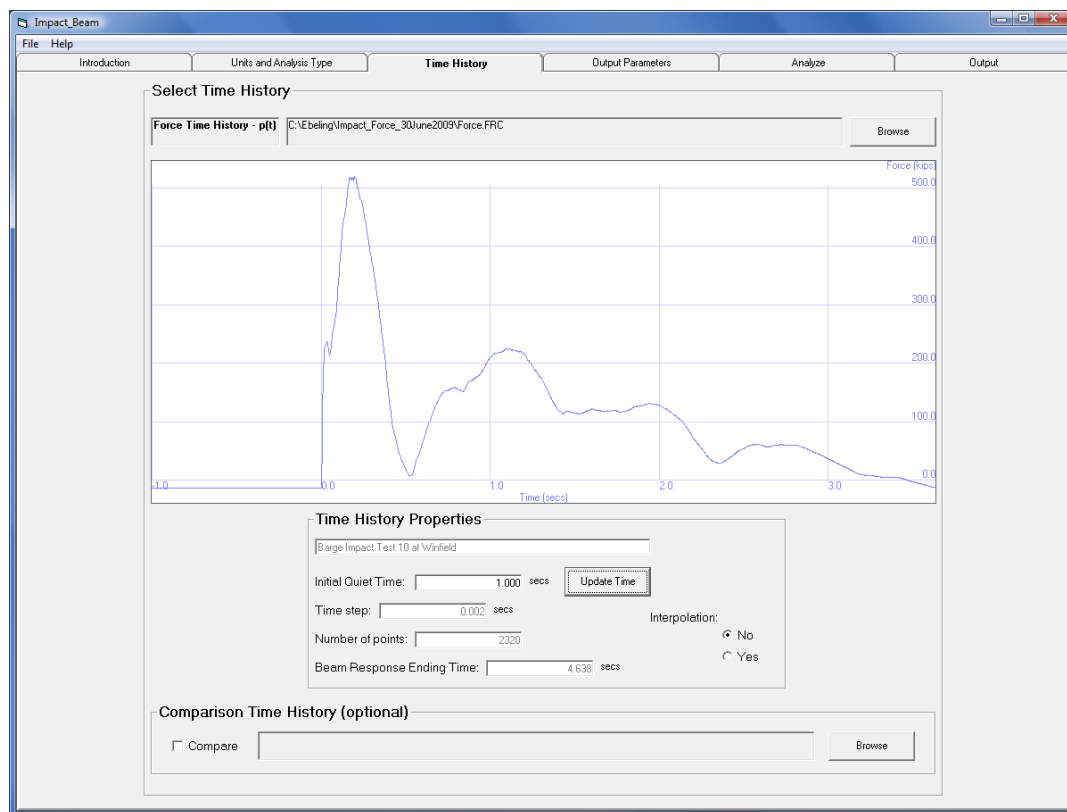 Impact_Beam
File Help
Introduction Units and Analysis Type Time History Output Parameters Analyze Output
Select Time History
Force Time History - p(t) C:\Ebeling\Impact_Force_30June2009\Force.FRC Browse
Force (kips)
500.0
400.0
300.0
200.0
100.0
0.0
-1.0 0.0 1.0 2.0 3.0
Time (secs)
Time History Properties
Barge Impact Test 10 at Winfield
Initial Quiet Time: 1.000 secs Update Time
Time step: 0.002 secs
Interpolation:
Number of points: 2320
No
Yes
Beam Response Ending Time: 4.638 secs
Comparison Time History (optional)
Compare Browse